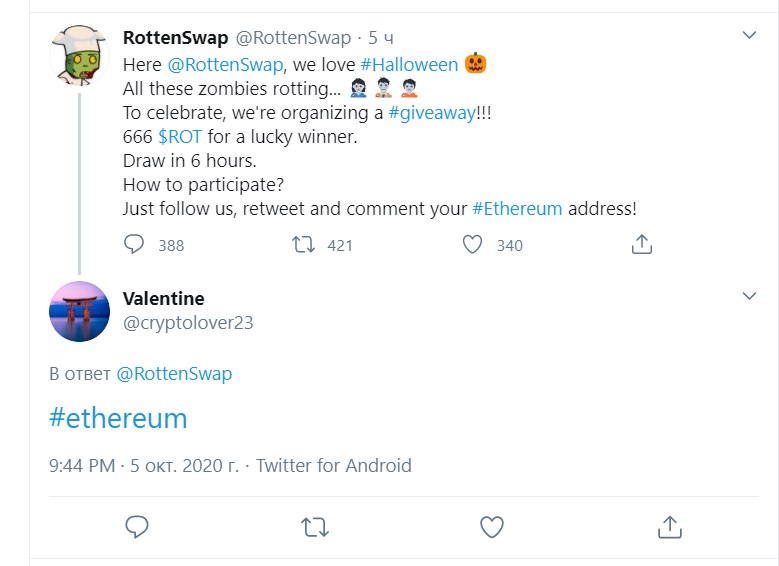 RottenSwap @RottenSwap · 5 ч
Here @RottenSwap, we love #Halloween 🎃
All these zombies rotting... 🧟‍♀️ 🧟‍♂️ 🧟
To celebrate, we're organizing a #giveaway!!!
666 $ROT for a lucky winner.
Draw in 6 hours.
How to participate?
Just follow us, retweet and comment your #Ethereum address!
388 421 340
Valentine
@cryptolover23
В ответ @RottenSwap
#ethereum
9:44 PM · 5 окт. 2020 г. · Twitter for Android